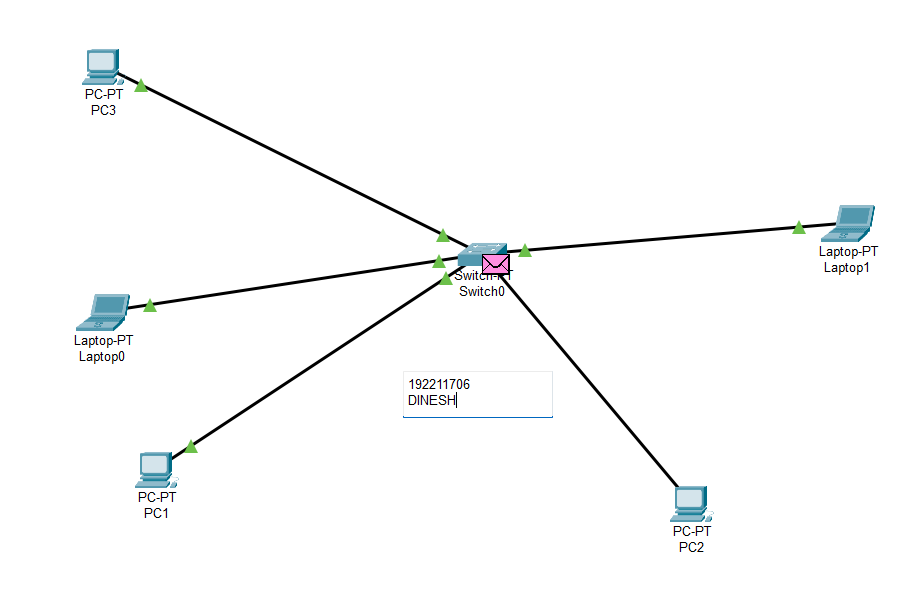 PC-PT
PC3
Laptop-PT
Laptop1
Switch-PT
Switch0
Laptop-PT
Laptop0
192211706
DINESH
PC-PT
PC1
PC-PT
PC2